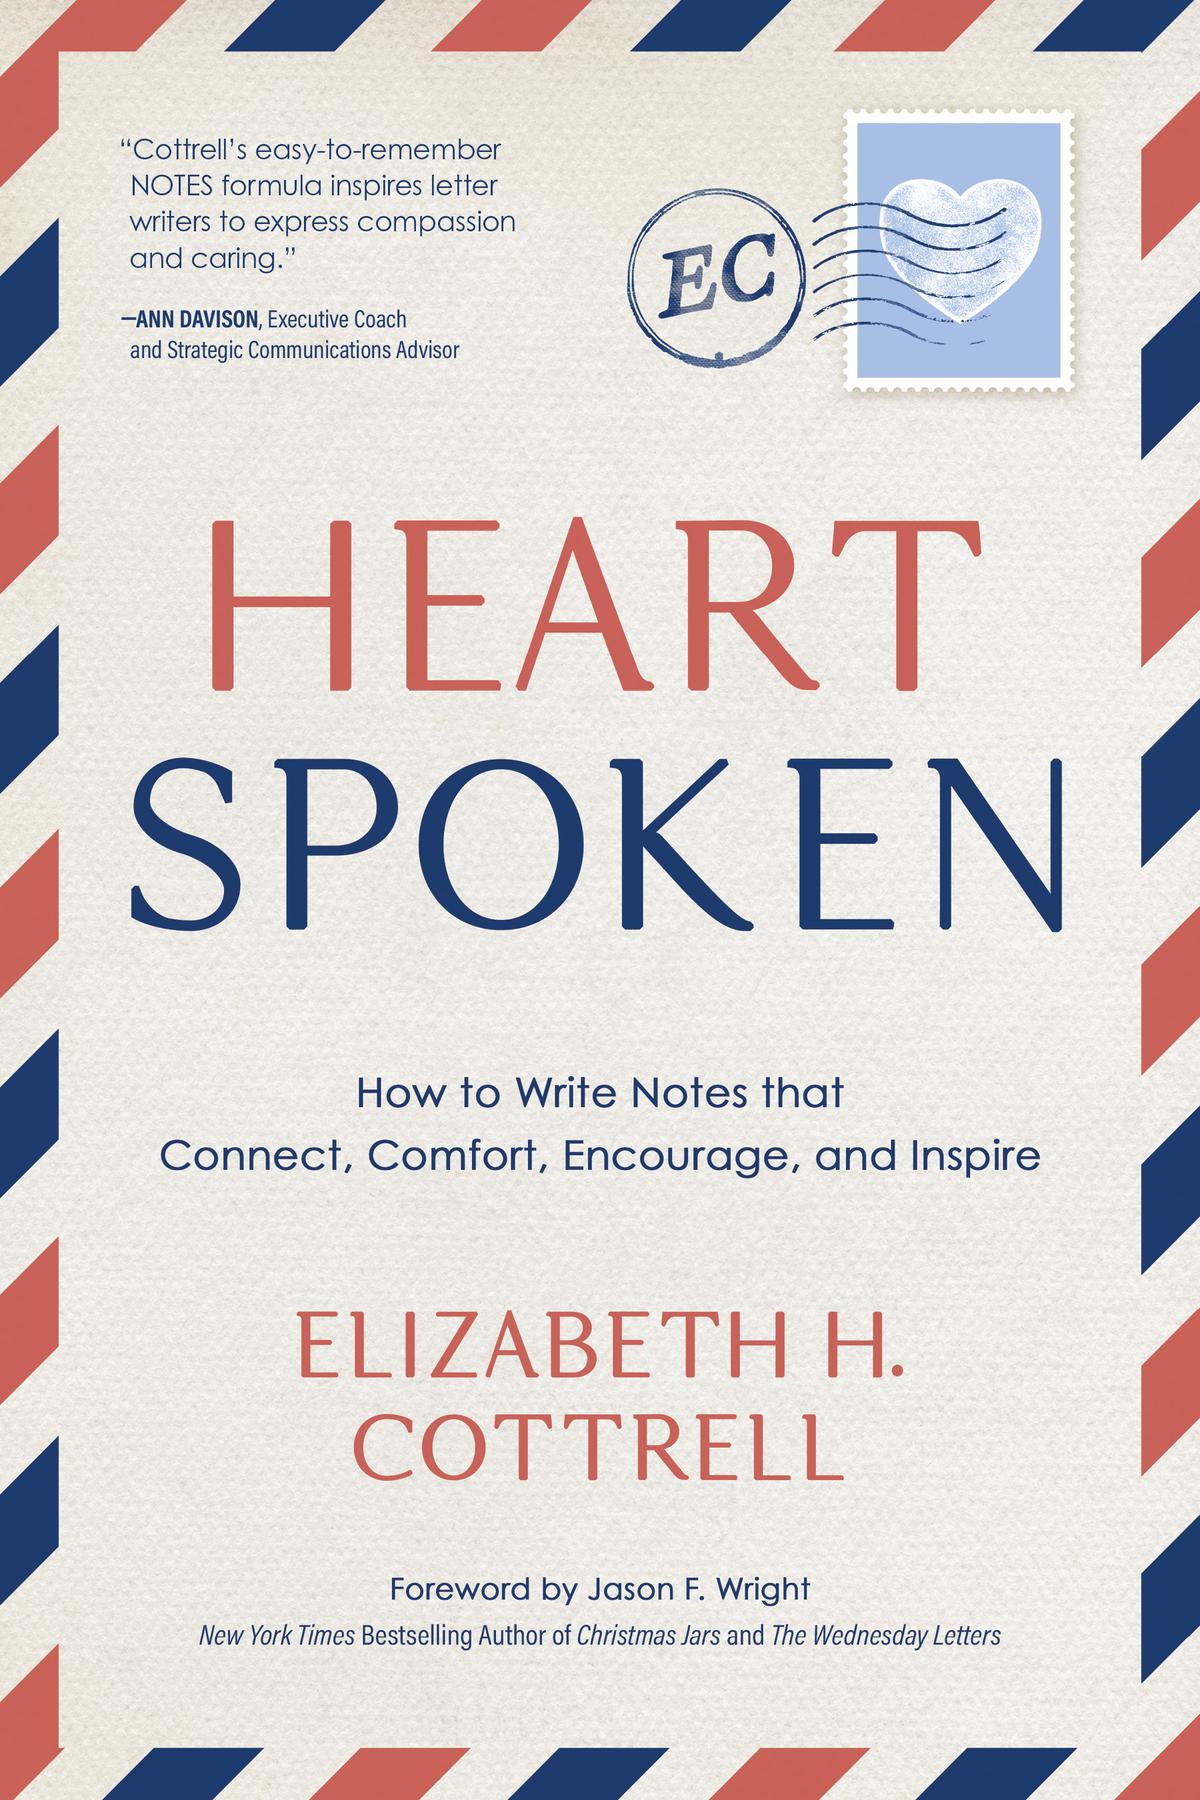 “Cottrell’s easy-to-remember
NOTES formula inspires letter
writers to express compassion
and caring.”
—ANN DAVISON, Executive Coach
and Strategic Communications Advisor
EC
HEART
SPOKEN
How to Write Notes that
Connect, Comfort, Encourage, and Inspire
ELIZABETH H.
COTTRELL
Foreword by Jason F. Wright
New York Times Bestselling Author of Christmas Jars and The Wednesday Letters